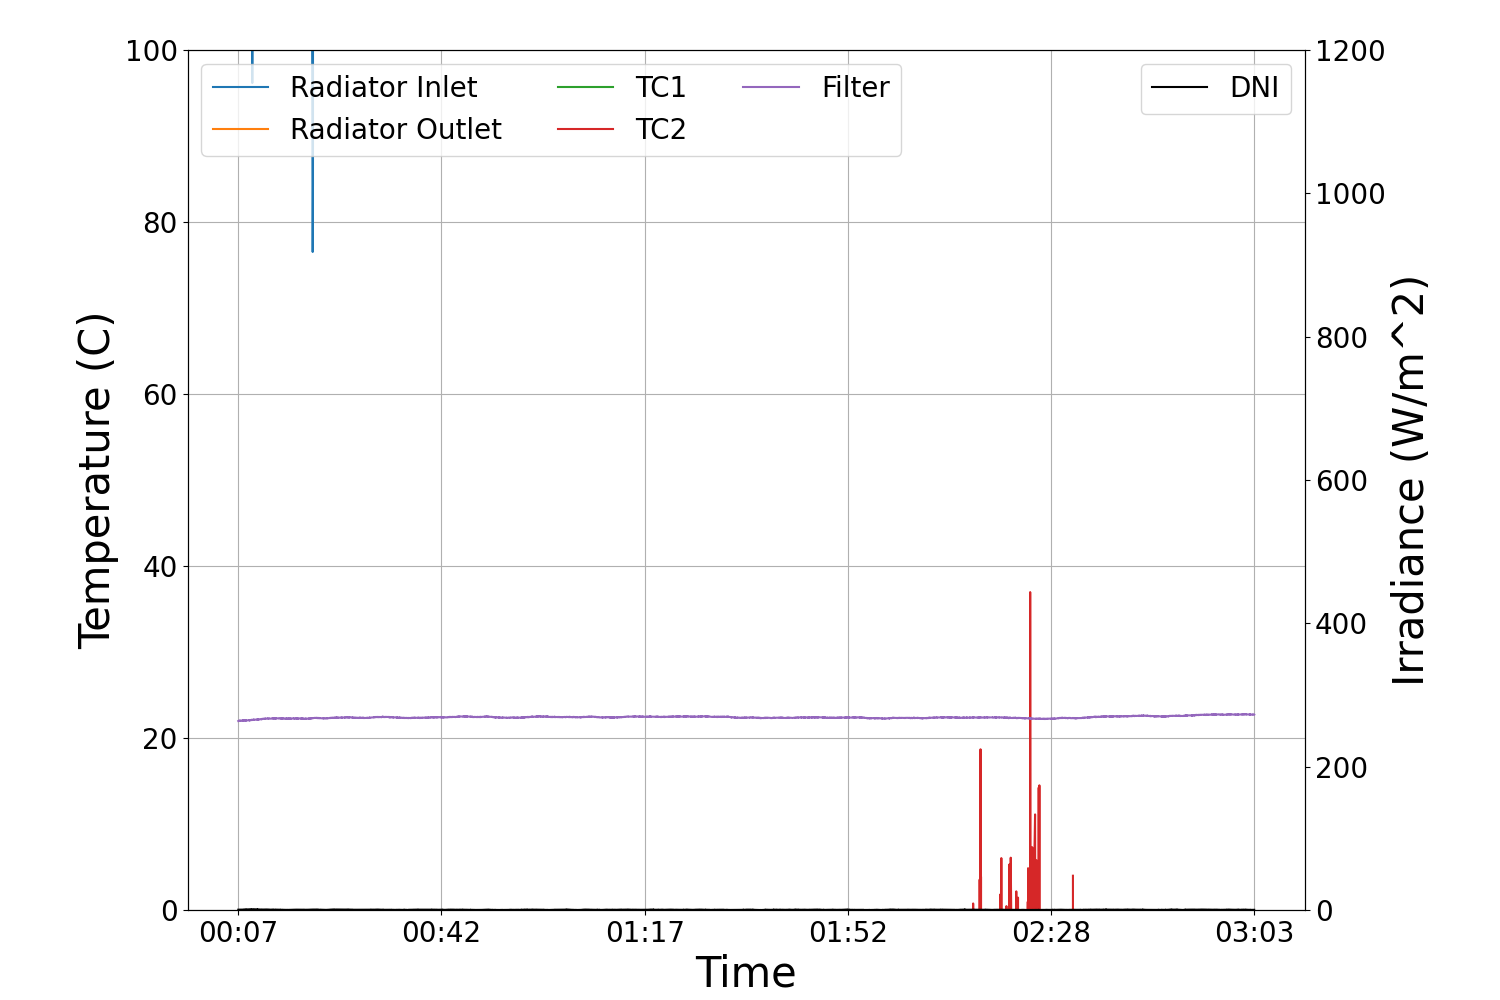 100
80
60
40
20
0
Temperature (C)
Radiator Inlet
Radiator Outlet
TC1
TC2
Filter
DNI
1200
1000
800
600
400
200
0
Irradiance (W/m^2)
00:07 00:42 01:17 01:52 02:28 03:03
Time